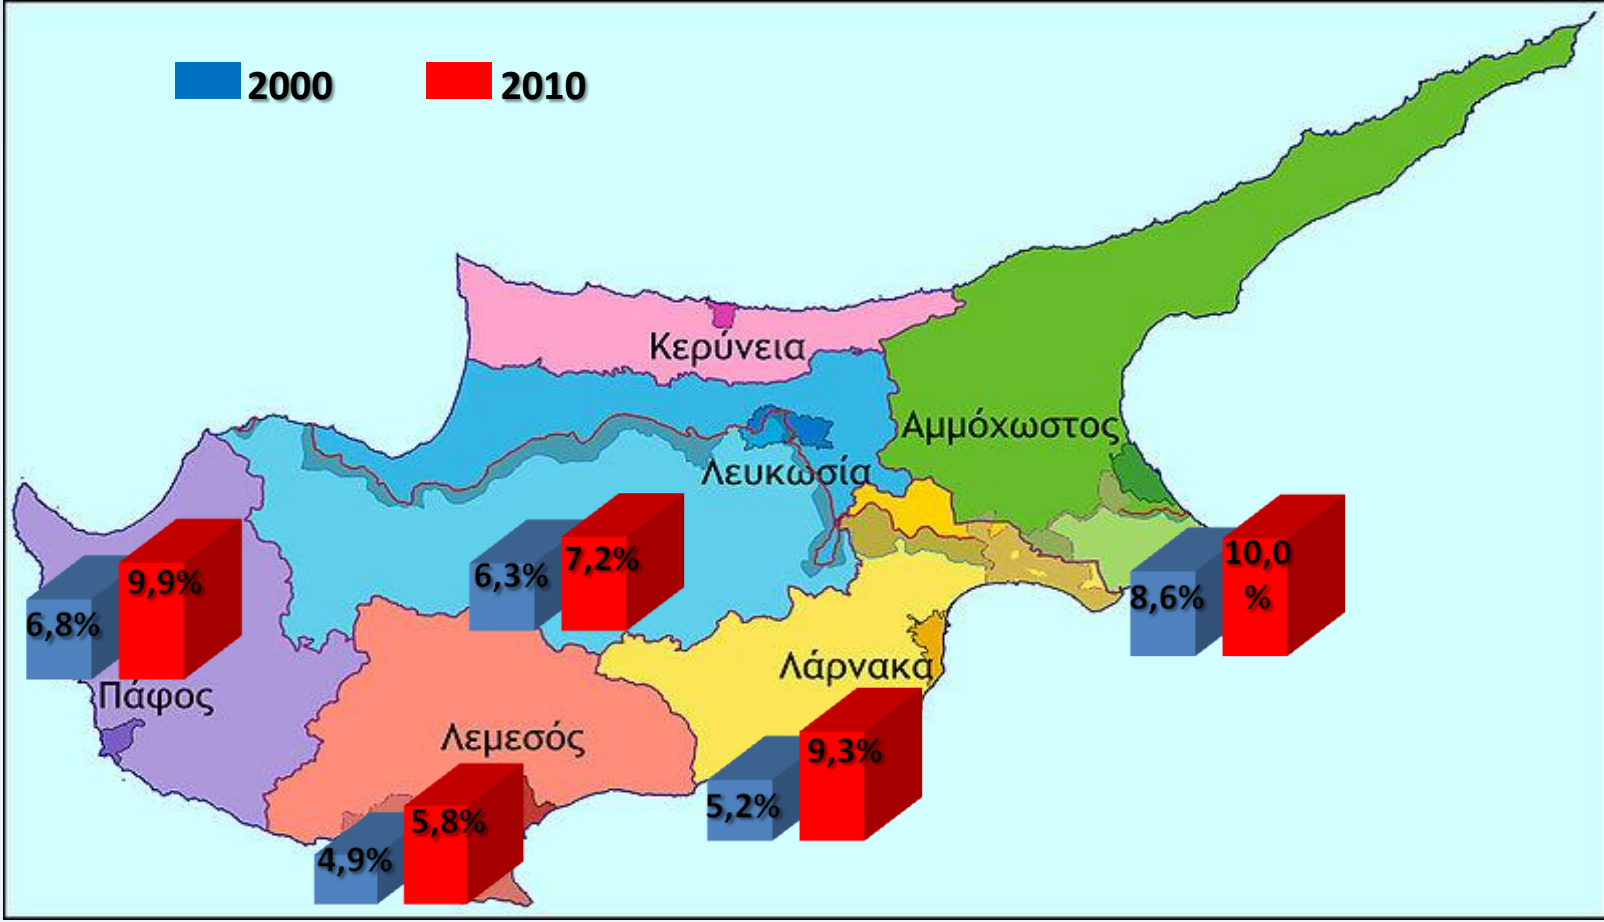 2000
2010
Κερύνεια
Αμμόχωστος
Λευκωσία
6,8%
9,9%
6,3%
7,2%
8,6%
10,0
%
Πάφος
Λάρνακα
Λεμεσός
4,9%
5,8%
5,2%
9,3%